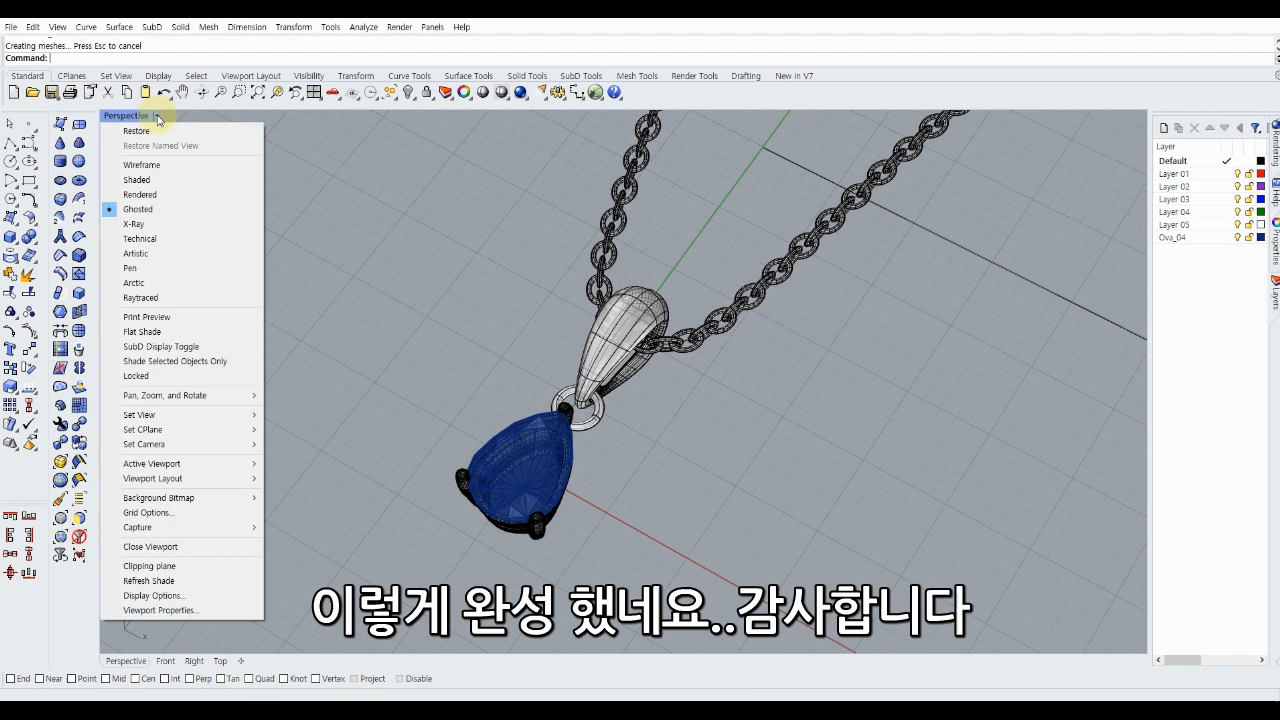 File Edit View Curve Surface SubD Solid Mesh Dimension Transform Tools Analyze Render Panels Help
Creating meshes... Press Esc to cancel
Command:
Standard CPlanes Set View Display Select Viewport Layout Visibility Transform Curve Tools Surface Tools Solid Tools SubD Tools Mesh Tools Render Tools Drafting New in V7
Perspective
Restore
Restore Named View
Wireframe
Shaded
Rendered
Ghosted
X-Ray
Technical
Artistic
Pen
Arctic
Raytraced
Print Preview
Flat Shade
SubD Display Toggle
Shade Selected Objects Only
Locked
Pan, Zoom, and Rotate
Set View
Set CPlane
Set Camera
Active Viewport
Viewport Layout
Background Bitmap
Grid Options...
Capture
Close Viewport
Clipping plane
Refresh Shade
Display Options...
Viewport Properties...
x
Layer
Default
Layer 01
Layer 02
Layer 03
Layer 04
Layer 05
Ova_04
Rendering
Help
Properties
Layers
이렇게 완성 했네요..감사합니다
Perspective Front Right Top
End Near Point Mid Cen Int Perp Tan Quad Knot Vertex Project Disable